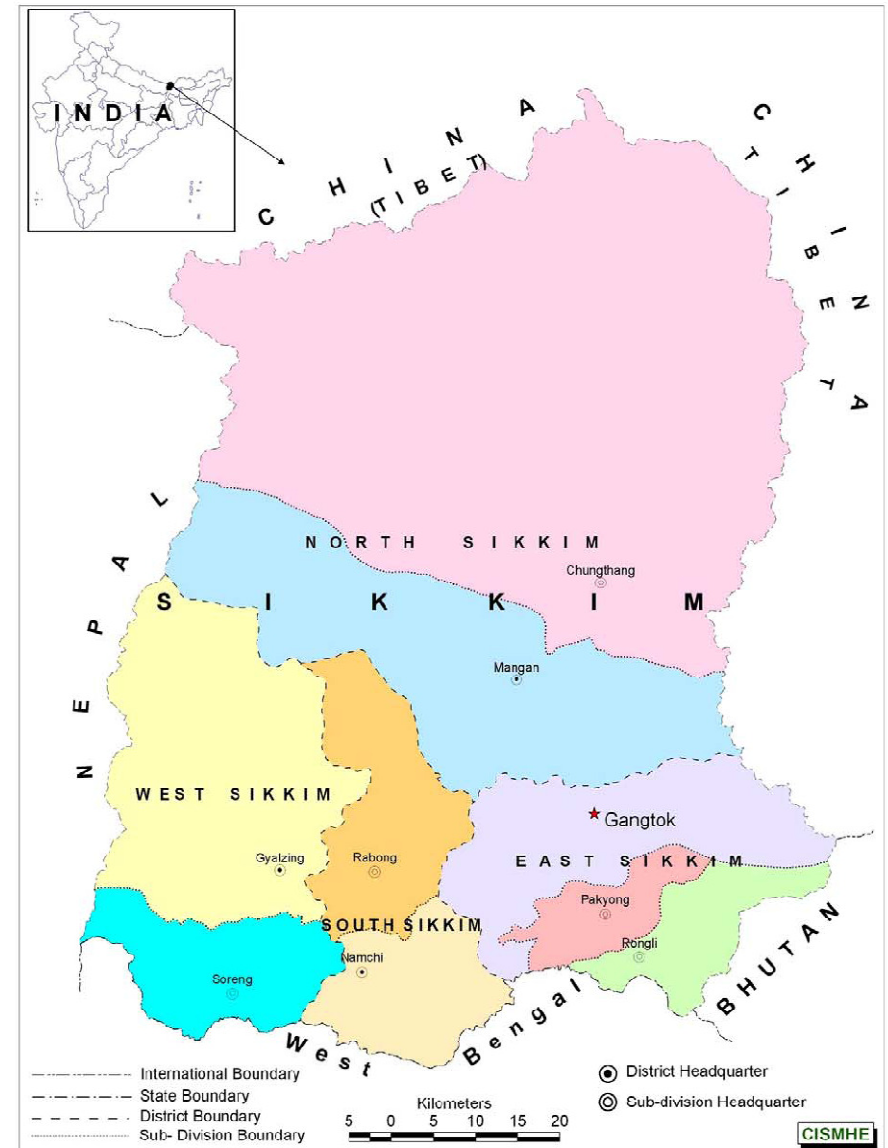 INDIA
CHINA
(TIBET)
CHINA
TIBET
NEPAL
NORTH SIKKIM
Chungthang
SIKKIM
Mangan
WEST SIKKIM
Gangtok
Gyalzing
Rabong
EAST SIKKIM
Pakyong
SOUTH SIKKIM
Rongli
Namchi
Soreng
BHUTAN
West Bengal
International Boundary
State Boundary
District Boundary
Sub- Division Boundary
Kilometers
5 0 5 10 15 20
District Headquarter
Sub-division Headquarter
CISMHE